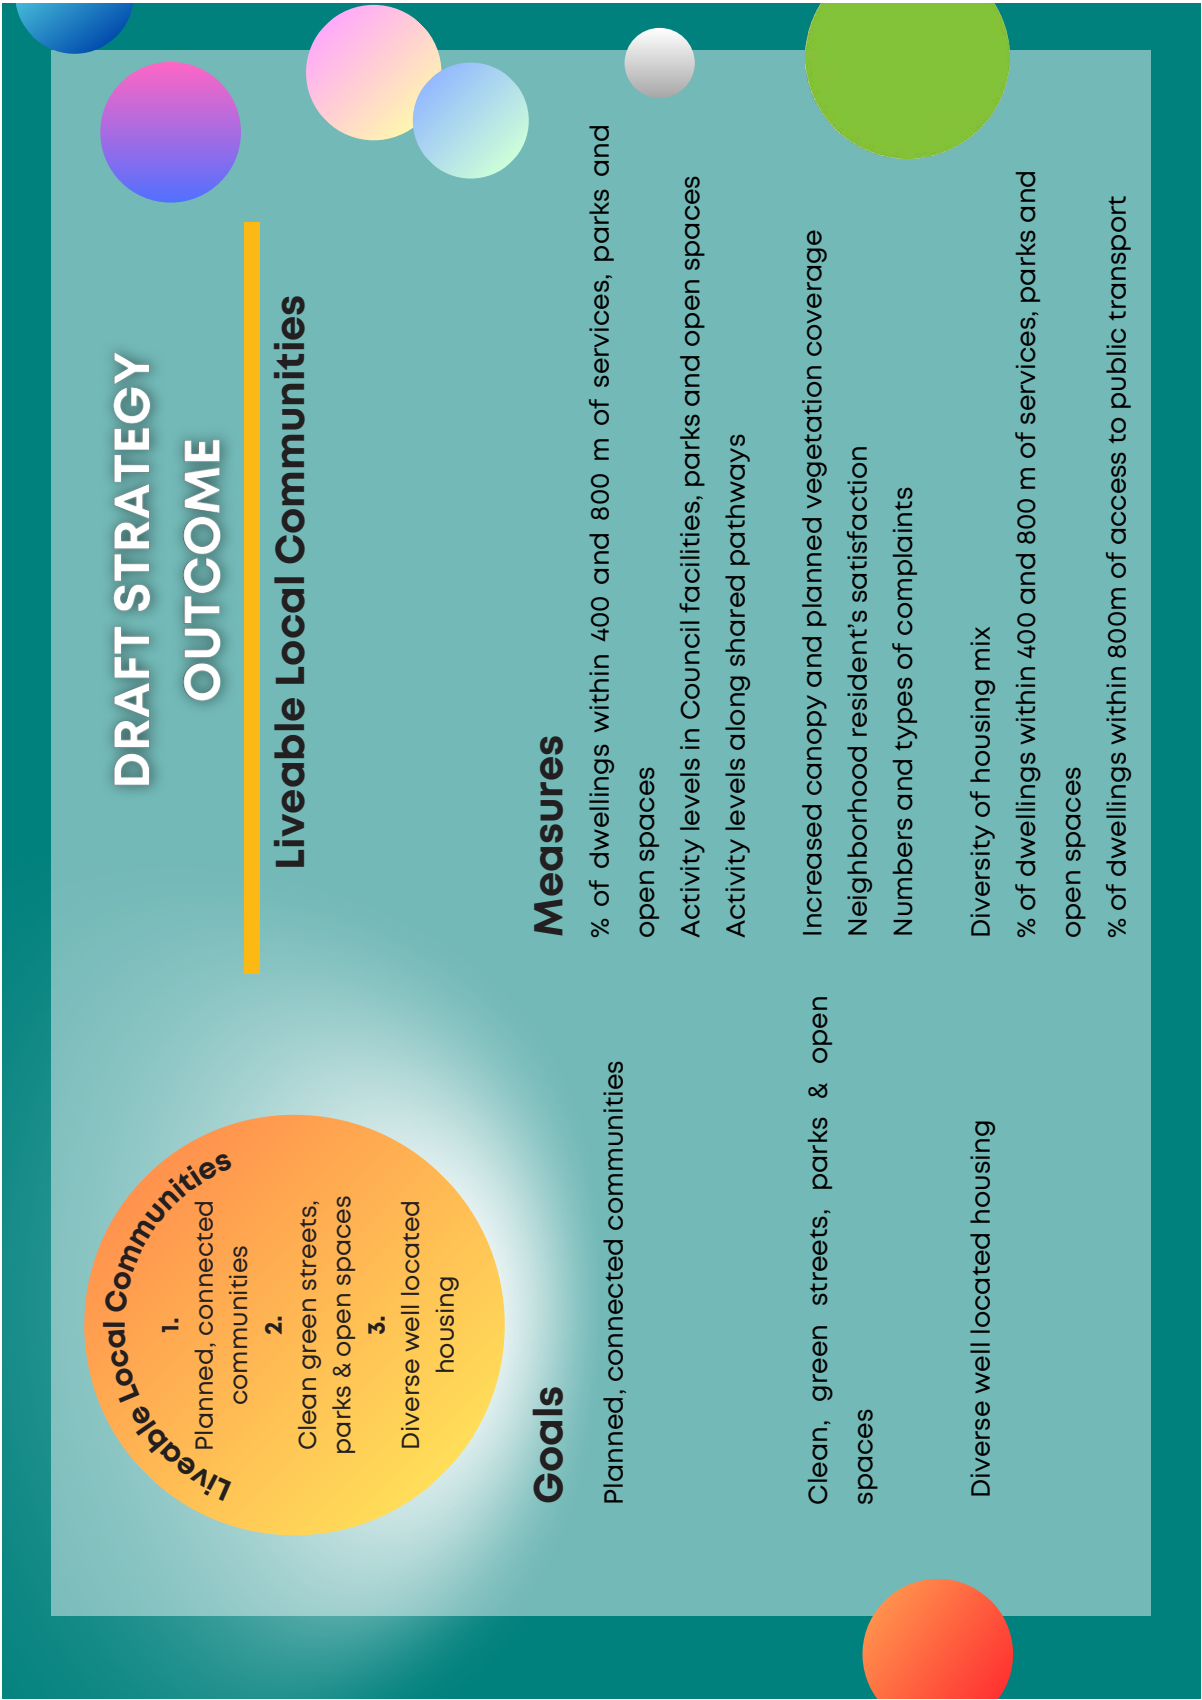 DRAFT STRATEGY
OUTCOME
Liveable Local Communities
Liveable Local Communities
1.
Planned, connected
communities
2.
Clean green streets,
parks & open spaces
3.
Diverse well located
housing
Goals
Planned, connected communities
Clean, green streets, parks & open
spaces
Diverse well located housing
Measures
% of dwellings within 400 and 800 m of services, parks and
open spaces
Activity levels in Council facilities, parks and open spaces
Activity levels along shared pathways
Increased canopy and planned vegetation coverage
Neighborhood resident's satisfaction
Numbers and types of complaints
Diversity of housing mix
% of dwellings within 400 and 800 m of services, parks and
open spaces
% of dwellings within 800m of access to public transport